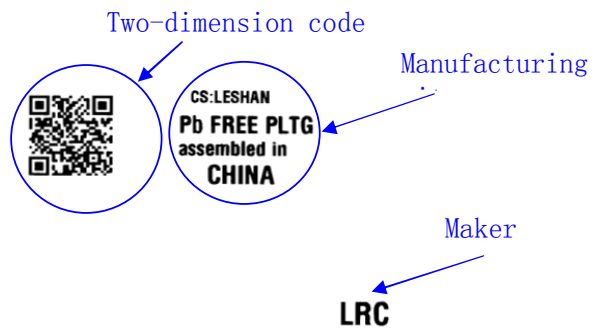 Two-dimension code
Manufacturing
CS:LESHAN
Pb FREE PLTG
assembled in
CHINA
Maker
LRC